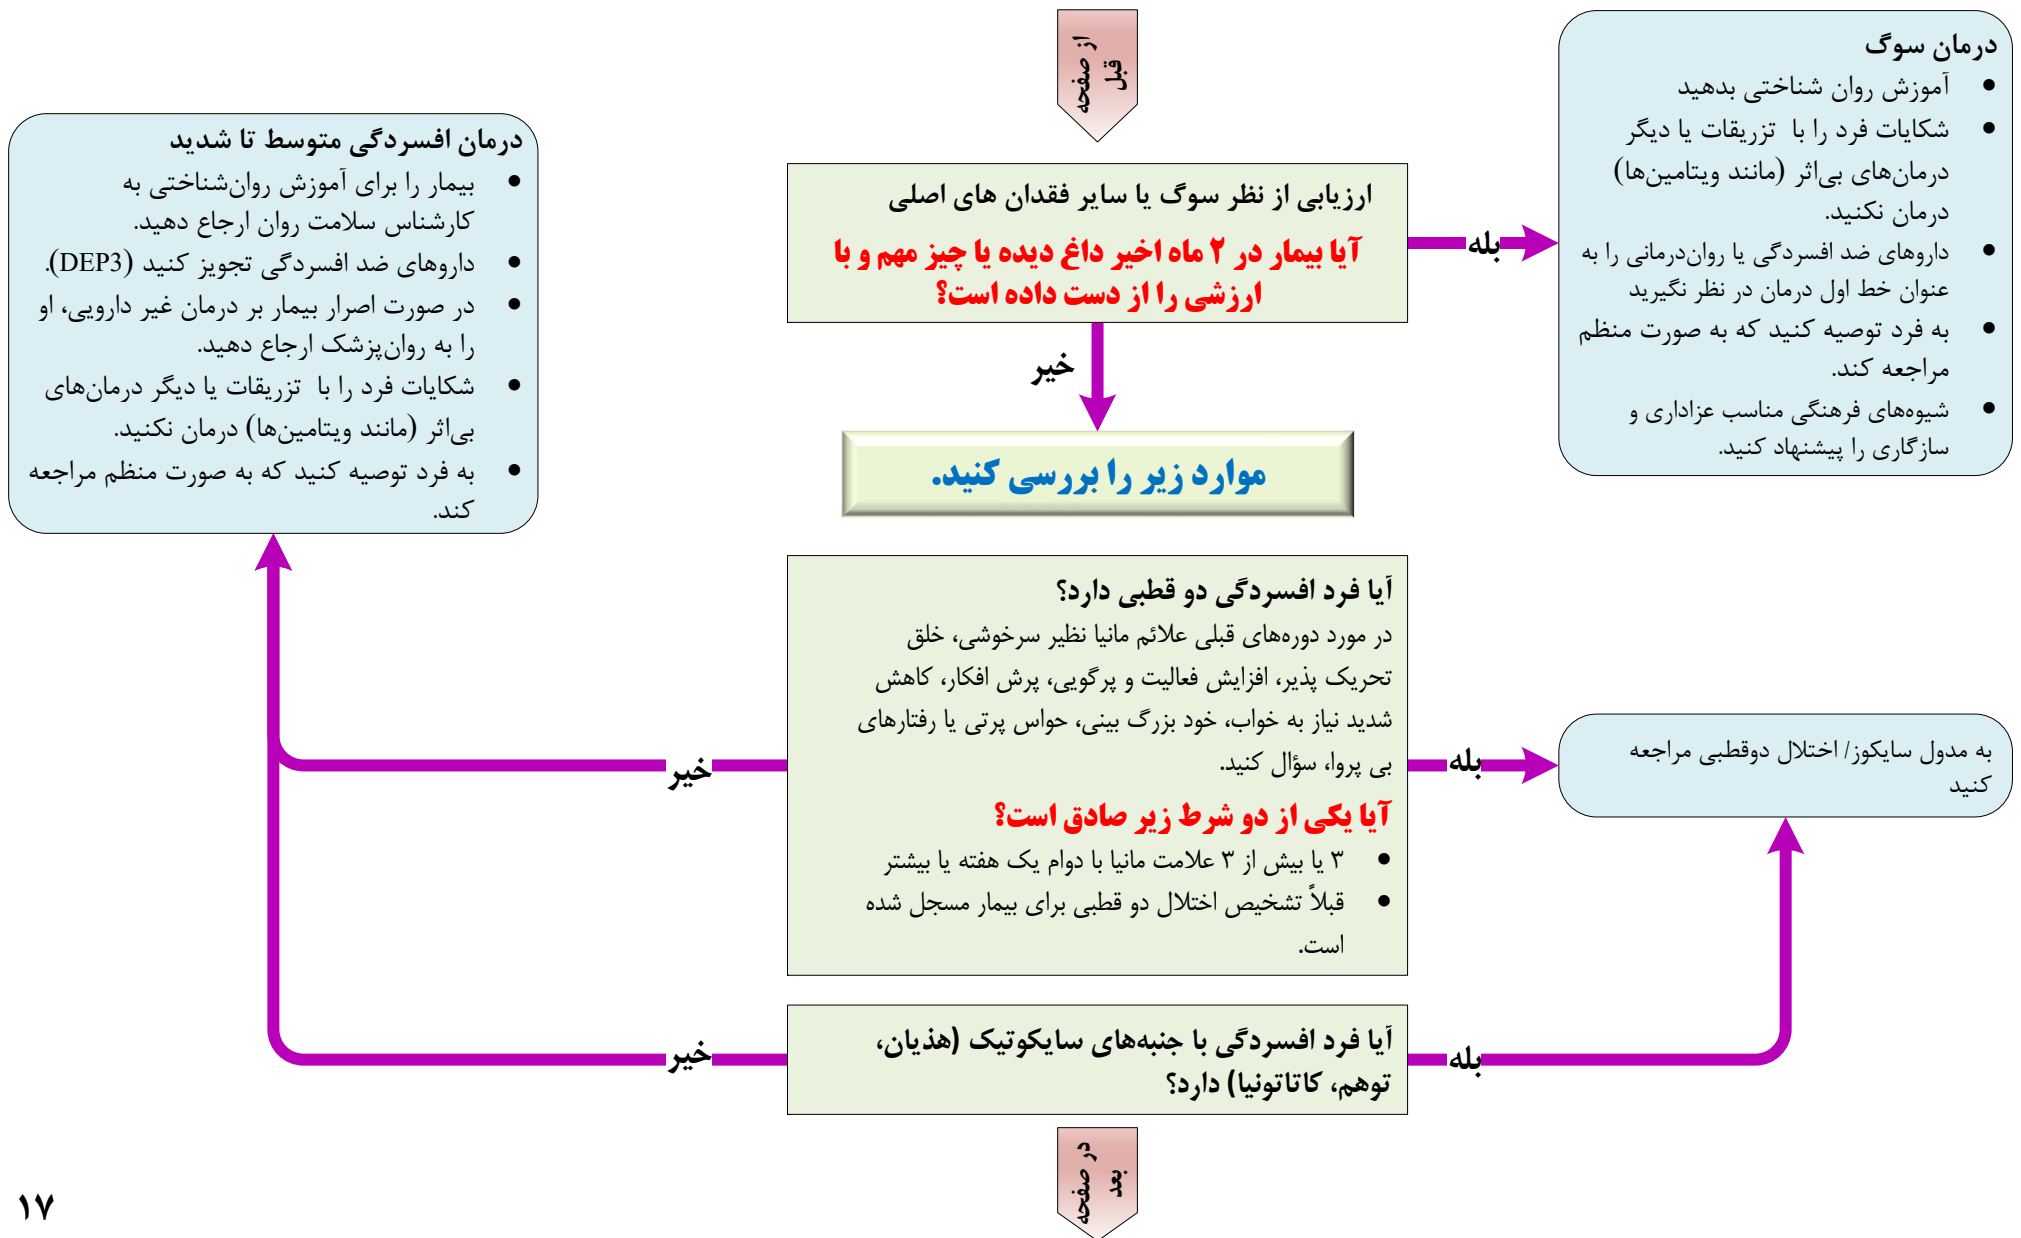 از صفحه
قبل
درمان سوگ
● آموزش روان شناختی بدهید
● شکایات فرد را با تزریقات یا دیگر
درمان‌های بی‌اثر (مانند ویتامین‌ها)
درمان نکنید.
● داروهای ضد افسردگی یا روان‌درمانی را به
عنوان خط اول درمان در نظر نگیرید
● به فرد توصیه کنید که به صورت منظم
مراجعه کند.
● شیوه‌های فرهنگی مناسب عزاداری و
سازگاری را پیشنهاد کنید.
ارزیابی از نظر سوگ یا سایر فقدان های اصلی
آیا بیمار در ۲ ماه اخیر داغ دیده یا چیز مهم و با
ارزشی را از دست داده است؟
بله
خیر
درمان افسردگی متوسط تا شدید
● بیمار را برای آموزش روان‌شناختی به
کارشناس سلامت روان ارجاع دهید.
● داروهای ضد افسردگی تجویز کنید (DEP3).
● در صورت اصرار بیمار بر درمان غیر دارویی، او
را به روان‌پزشک ارجاع دهید.
● شکایات فرد را با تزریقات یا دیگر درمان‌های
بی‌اثر (مانند ویتامین‌ها) درمان نکنید.
● به فرد توصیه کنید که به صورت منظم مراجعه
کند.
موارد زیر را بررسی کنید.
آیا فرد افسردگی دو قطبی دارد؟
در مورد دوره‌های قبلی علائم مانیا نظیر سرخوشی، خلق
تحریک پذیر، افزایش فعالیت و پرگویی، پرش افکار، کاهش
شدید نیاز به خواب، خود بزرگ بینی، حواس پرتی یا رفتارهای
بی پروا، سؤال کنید.
آیا یکی از دو شرط زیر صادق است؟
● ۳ یا بیش از ۳ علامت مانیا با دوام یک هفته یا بیشتر
● قبلاً تشخیص اختلال دو قطبی برای بیمار مسجل شده
است.
بله
خیر
به مدول سایکوز/ اختلال دوقطبی مراجعه
کنید
آیا فرد افسردگی با جنبه‌های سایکوتیک (هذیان،
توهم، کاتاتونیا) دارد؟
بله
خیر
در صفحه
بعد
۱۷